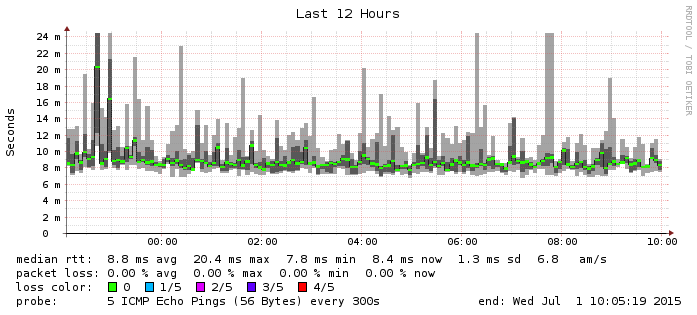 Last 12 Hours
RRDTOOL / TOBI OETIKER
Seconds
24 m
22 m
20 m
18 m
16 m
14 m
12 m
10 m
8 m
6 m
4 m
2 m
0
00:00 02:00 04:00 06:00 08:00 10:00
median rtt: 8.8 ms avg 20.4 ms max 7.8 ms min 8.4 ms now 1.3 ms sd 6.8 am/s
packet loss: 0.00 % avg 0.00 % max 0.00 % min 0.00 % now
loss color: 0 1/5 2/5 3/5 4/5
probe: 5 ICMP Echo Pings (56 Bytes) every 300s end: Wed Jul 1 10:05:19 2015